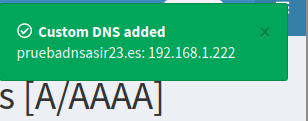 Custom DNS added
pruebadnsasir23.es: 192.168.1.222
s [A/AAAA]